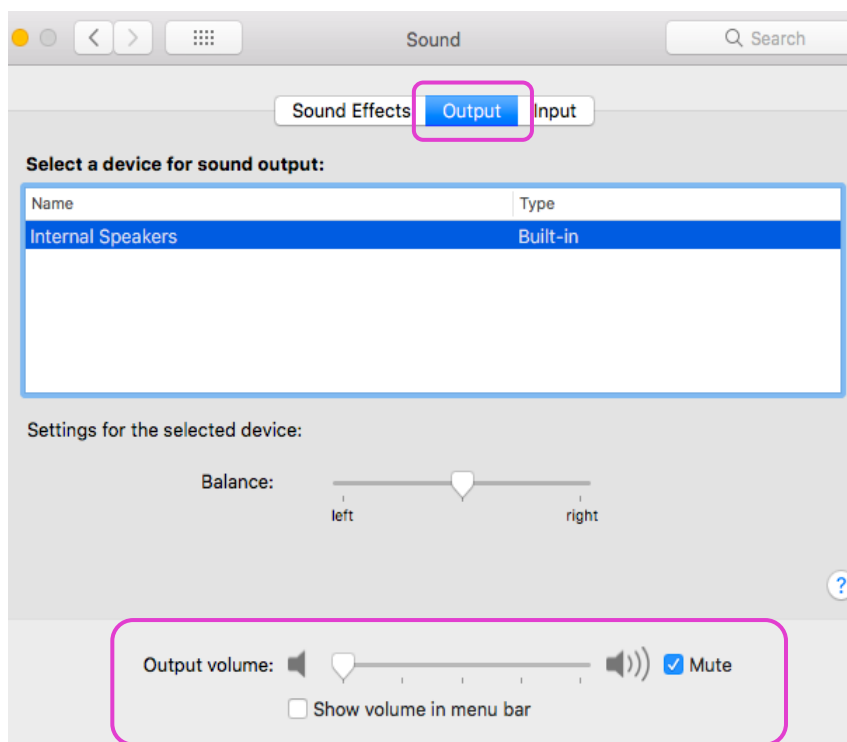 Sound
Search
Sound Effects Output Input
Select a device for sound output:
Name Type
Internal Speakers Built-in
Settings for the selected device:
Balance:
left right
?
Output volume: Mute
Show volume in menu bar